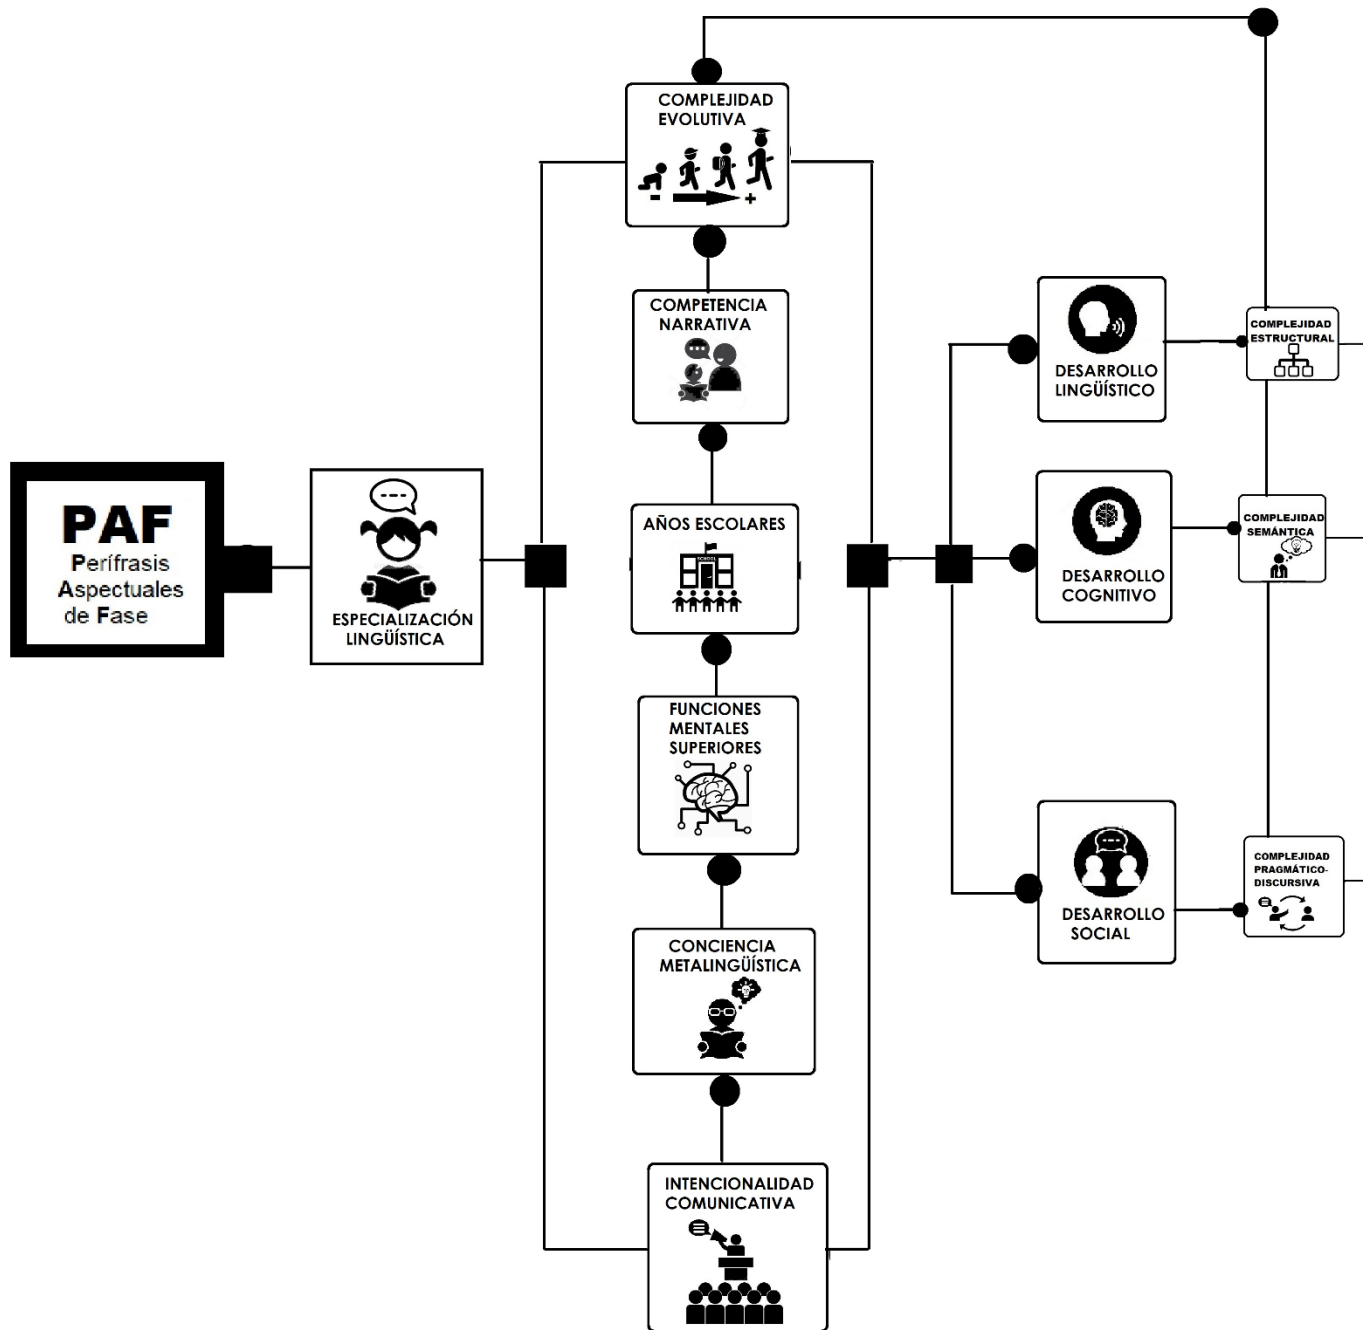 COMPLEJIDAD
EVOLUTIVA
- +
COMPETENCIA
NARRATIVA
AÑOS ESCOLARES
FUNCIONES
MENTALES
SUPERIORES
CONCIENCIA
METALINGÜÍSTICA
INTENCIONALIDAD
COMUNICATIVA
PAF
Perífrasis
Aspectuales
de Fase
ESPECIALIZACIÓN
LINGÜÍSTICA
DESARROLLO
LINGÜÍSTICO
DESARROLLO
COGNITIVO
DESARROLLO
SOCIAL
COMPLEJIDAD
ESTRUCTURAL
COMPLEJIDAD
SEMÁNTICA
COMPLEJIDAD
PRAGMÁTICO-
DISCURSIVA